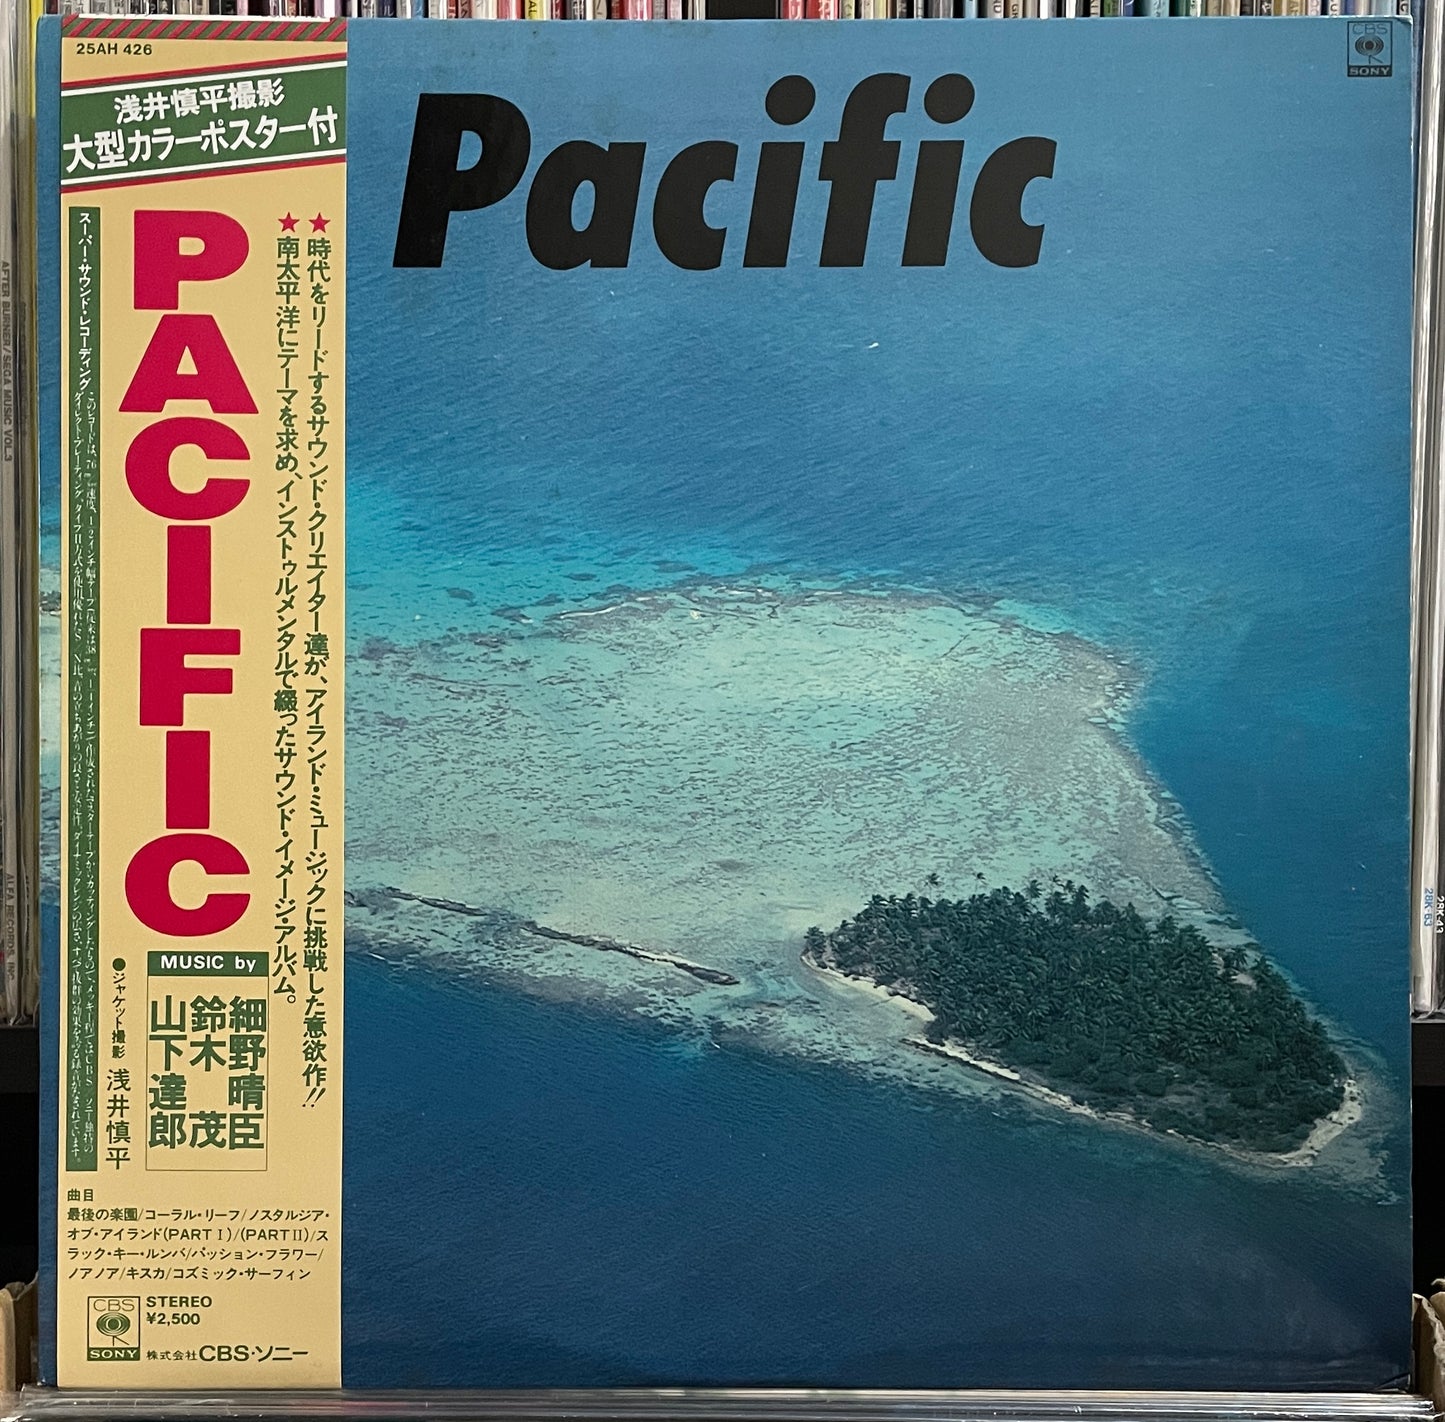 25AH 426
浅井慎平撮影
大型カラーポスター付
Pacific
CBS
SONY
PACIFIC
★時代をリードするサウンド・クリエイター達が、アイランド・ミュージックに挑戦した意欲作!!
★南太平洋にテーマを求め、インストゥルメンタルで綴ったサウンド・イメージ・アルバム。
スーパー・サウンド・レコーディング
MUSIC by
細野晴臣
鈴木 茂
山下達郎
●ジャケット撮影 浅井慎平
曲目
最後の楽園/コーラル・リーフ/ノスタルジア・
オブ・アイランド(PART I)/(PART II)/ス
ラック・キー・ルンバ/パッション・フラワー/
ノアノア/キスカ/コズミック・サーフィン
CBS
SONY
STEREO
¥2,500
株式会社CBS・ソニー
AFTER BURNER/SEGA MUSIC VOL.3
28K-63